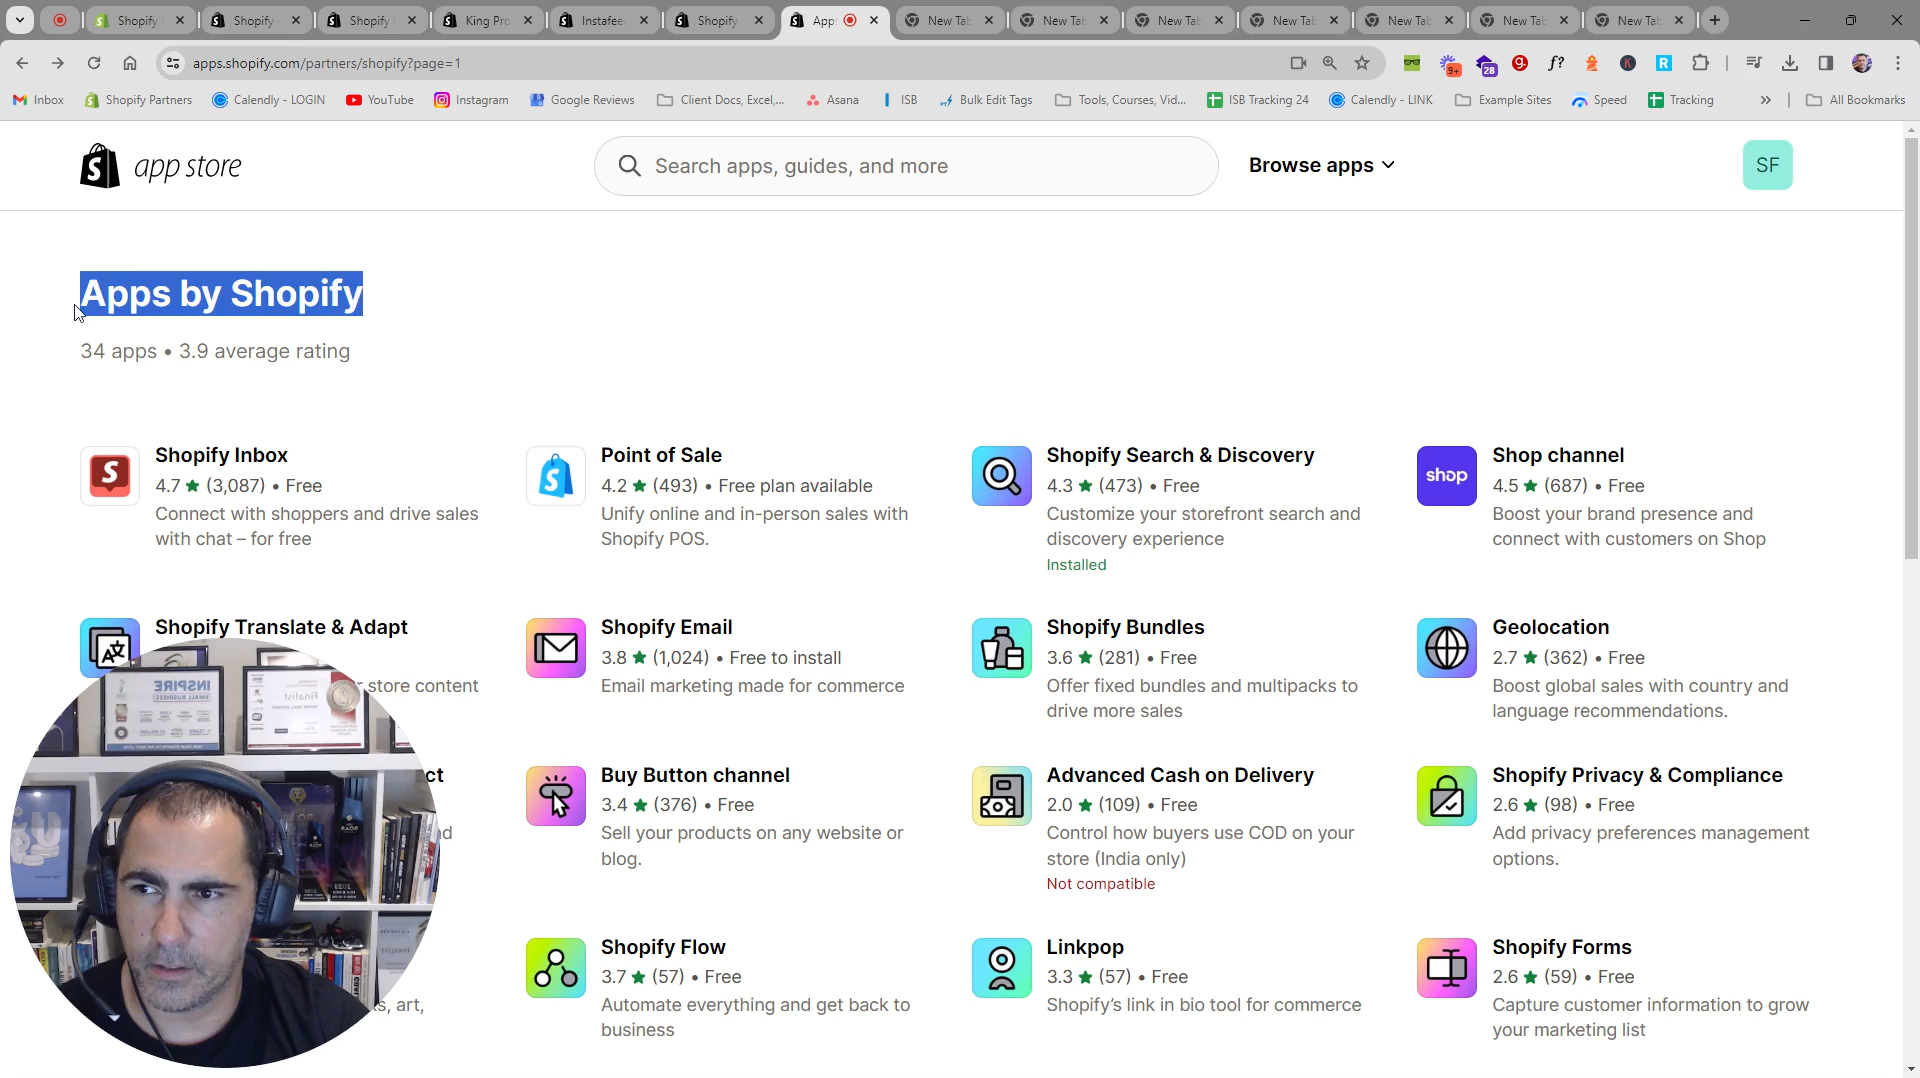 Shopify
Shopify
Shopify
King Pro
Instafee
Shopify
App
New Tab
New Tab
New Tab
New Tab
New Tab
New Tab
New Tab
apps.shopify.com/partners/shopify?page=1
9+
28
f?
K
R
Inbox
Shopify Partners
Calendly - LOGIN
YouTube
Instagram
Google Reviews
Client Docs, Excel,...
Asana
ISB
Bulk Edit Tags
Tools, Courses, Vid...
ISB Tracking 24
Calendly - LINK
Example Sites
Speed
Tracking
All Bookmarks
app store
Search apps, guides, and more
Browse apps
SF
Apps by Shopify
34 apps • 3.9 average rating
Shopify Inbox
4.7 ★ (3,087) • Free
Connect with shoppers and drive sales
with chat – for free
Point of Sale
4.2 ★ (493) • Free plan available
Unify online and in-person sales with
Shopify POS.
Shopify Search & Discovery
4.3 ★ (473) • Free
Customize your storefront search and
discovery experience
Installed
shop
Shop channel
4.5 ★ (687) • Free
Boost your brand presence and
connect with customers on Shop
Shopify Translate & Adapt
r store content
Shopify Email
3.8 ★ (1,024) • Free to install
Email marketing made for commerce
Shopify Bundles
3.6 ★ (281) • Free
Offer fixed bundles and multipacks to
drive more sales
Geolocation
2.7 ★ (362) • Free
Boost global sales with country and
language recommendations.
ct
d
Buy Button channel
3.4 ★ (376) • Free
Sell your products on any website or
blog.
Advanced Cash on Delivery
2.0 ★ (109) • Free
Control how buyers use COD on your
store (India only)
Not compatible
Shopify Privacy & Compliance
2.6 ★ (98) • Free
Add privacy preferences management
options.
s, art,
Shopify Flow
3.7 ★ (57) • Free
Automate everything and get back to
business
Linkpop
3.3 ★ (57) • Free
Shopify’s link in bio tool for commerce
Shopify Forms
2.6 ★ (59) • Free
Capture customer information to grow
your marketing list
INSPIRE
Finalist